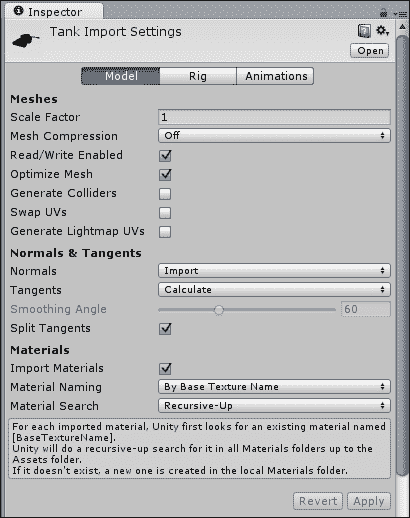 Inspector
Tank Import Settings
Open
Model Rig Animations
Meshes
Scale Factor 1
Mesh Compression Off
Read/Write Enabled
Optimize Mesh
Generate Colliders
Swap UVs
Generate Lightmap UVs
Normals & Tangents
Normals Import
Tangents Calculate
Smoothing Angle 60
Split Tangents
Materials
Import Materials
Material Naming By Base Texture Name
Material Search Recursive-Up
For each imported material, Unity first looks for an existing material named
[BaseTextureName].
Unity will do a recursive-up search for it in all Materials folders up to the
Assets folder.
If it doesn't exist, a new one is created in the local Materials folder.
Revert Apply